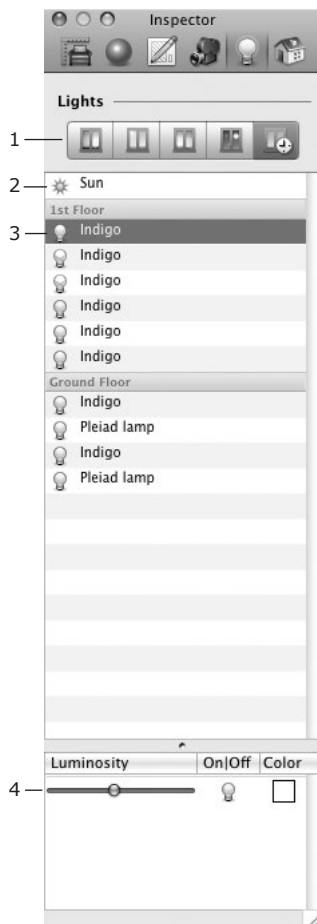 Inspector
Lights
1
2
Sun
1st Floor
3
Indigo
Indigo
Indigo
Indigo
Indigo
Indigo
Ground Floor
Indigo
Pleiad lamp
Indigo
Pleiad lamp
Luminosity On|Off Color
4